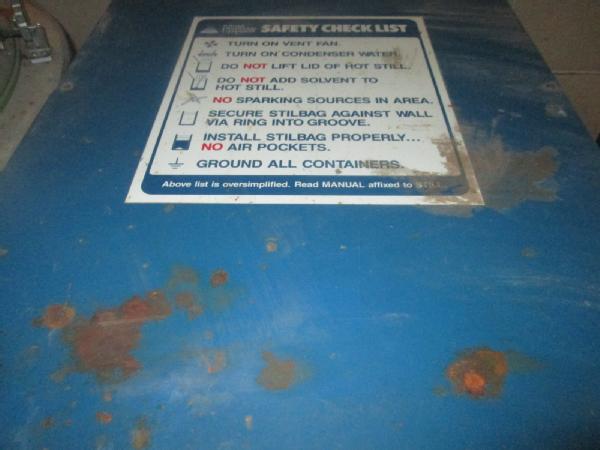 SAFETY CHECK LIST
TURN ON VENT FAN.
TURN ON CONDENSER WATER.
DO NOT LIFT LID OF HOT STILL.
DO NOT ADD SOLVENT TO
HOT STILL.
NO SPARKING SOURCES IN AREA.
SECURE STILBAG AGAINST WALL
VIA RING INTO GROOVE.
INSTALL STILBAG PROPERLY...
NO AIR POCKETS.
GROUND ALL CONTAINERS.
Above list is oversimplified. Read MANUAL affixed to STILL.